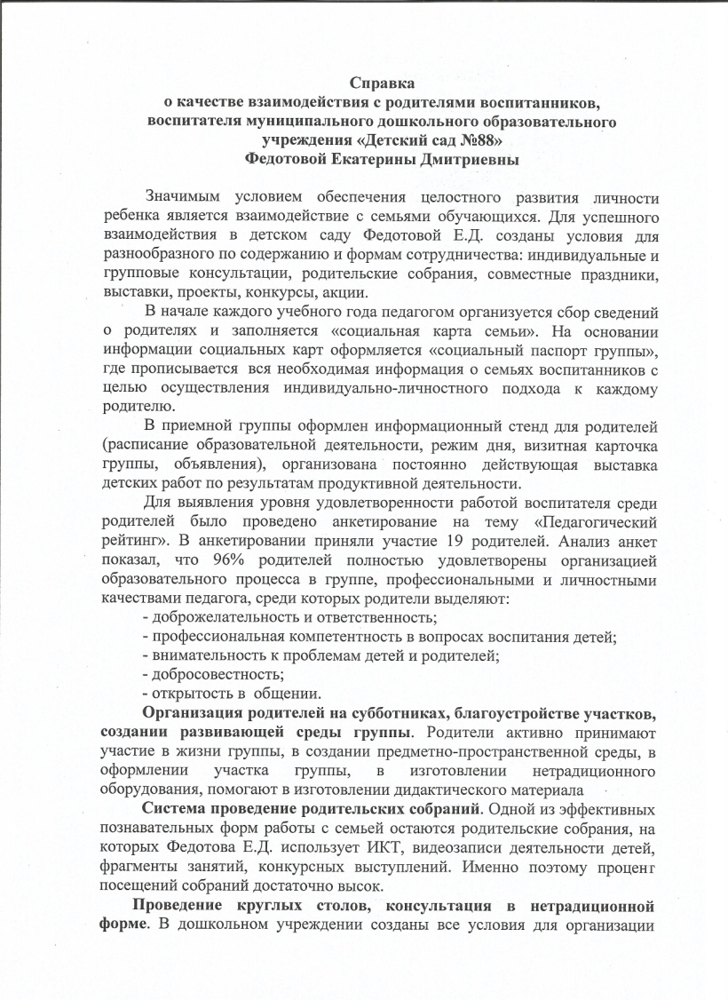 Справка
о качестве взаимодействия с родителями воспитанников,
воспитателя муниципального дошкольного образовательного
учреждения «Детский сад №88»
Федотовой Екатерины Дмитриевны
Значимым условием обеспечения целостного развития личности
ребенка является взаимодействие с семьями обучающихся. Для успешного
взаимодействия в детском саду Федотовой Е.Д. созданы условия для
разнообразного по содержанию и формам сотрудничества: индивидуальные и
групповые консультации, родительские собрания, совместные праздники,
выставки, проекты, конкурсы, акции.
В начале каждого учебного года педагогом организуется сбор сведений
о родителях и заполняется «социальная карта семьи». На основании
информации социальных карт оформляется «социальный паспорт группы»,
где прописывается вся необходимая информация о семьях воспитанников с
целью осуществления индивидуально-личностного подхода к каждому
родителю.
В приемной группы оформлен информационный стенд для родителей
(расписание образовательной деятельности, режим дня, визитная карточка
группы, объявления), организована постоянно действующая выставка
детских работ по результатам продуктивной деятельности.
Для выявления уровня удовлетворенности работой воспитателя среди
родителей было проведено анкетирование на тему «Педагогический
рейтинг». В анкетировании приняли участие 19 родителей. Анализ анкет
показал, что 96% родителей полностью удовлетворены организацией
образовательного процесса в группе, профессиональными и личностными
качествами педагога, среди которых родители выделяют:
- доброжелательность и ответственность;
- профессиональная компетентность в вопросах воспитания детей;
- внимательность к проблемам детей и родителей;
- добросовестность;
- открытость в общении.
Организация родителей на субботниках, благоустройстве участков,
создании развивающей среды группы. Родители активно принимают
участие в жизни группы, в создании предметно-пространственной среды, в
оформлении участка группы, в изготовлении нетрадиционного
оборудования, помогают в изготовлении дидактического материала
Система проведение родительских собраний. Одной из эффективных
познавательных форм работы с семьей остаются родительские собрания, на
которых Федотова Е.Д. использует ИКТ, видеозаписи деятельности детей,
фрагменты занятий, конкурсных выступлений. Именно поэтому процент
посещений собраний достаточно высок.
Проведение круглых столов, консультация в нетрадиционной
форме. В дошкольном учреждении созданы все условия для организации